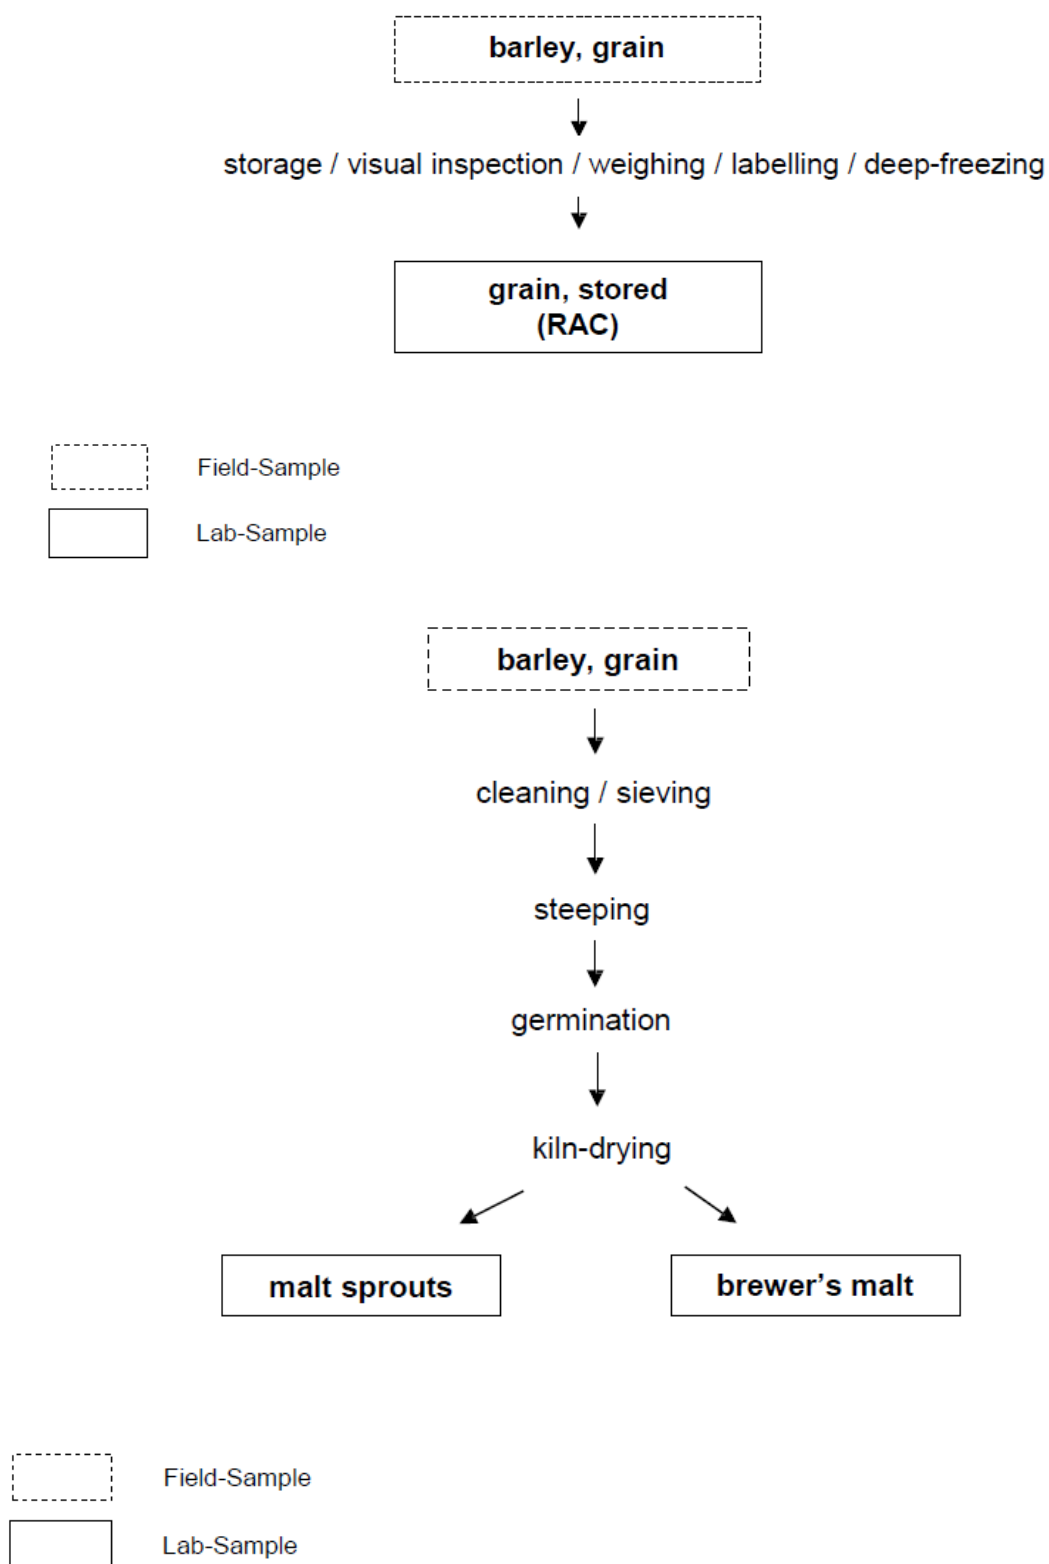 barley, grain
storage / visual inspection / weighing / labelling / deep-freezing
grain, stored
(RAC)
Field-Sample
Lab-Sample
barley, grain
cleaning / sieving
steeping
germination
kiln-drying
malt sprouts
brewer's malt
Field-Sample
Lab-Sample